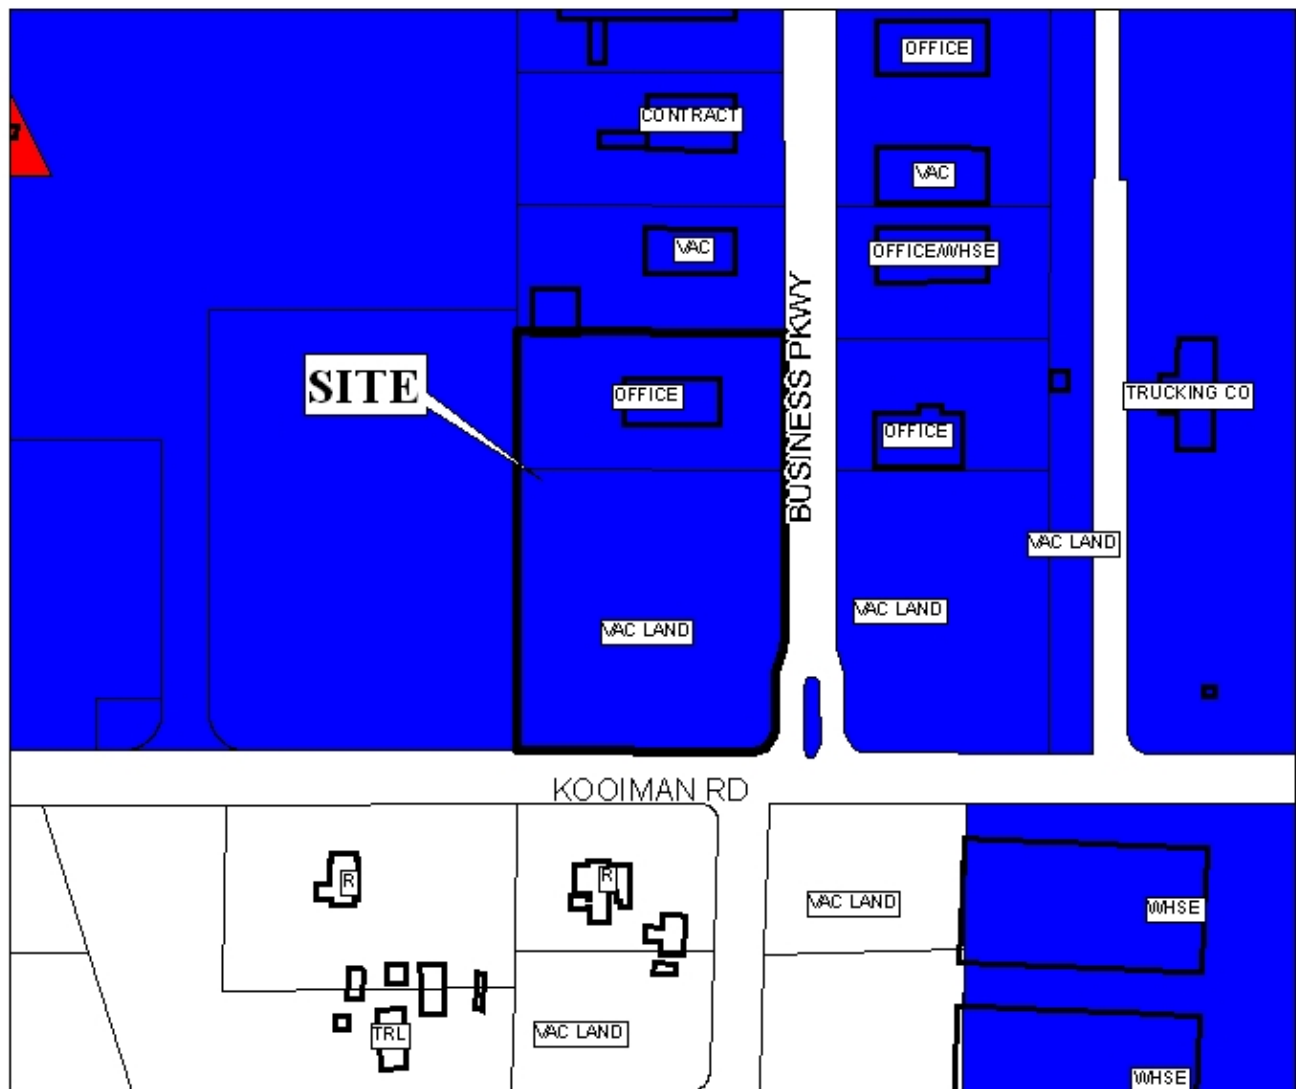 OFFICE
CONTRACT
VAC
VAC
OFFICE/WHSE
SITE
OFFICE
BUSINESS PKWY
TRUCKING CO
OFFICE
VAC LAND
VAC LAND
VAC LAND
KOOIMAN RD
R
R
VAC LAND
WHSE
TRL
VAC LAND
WHSE